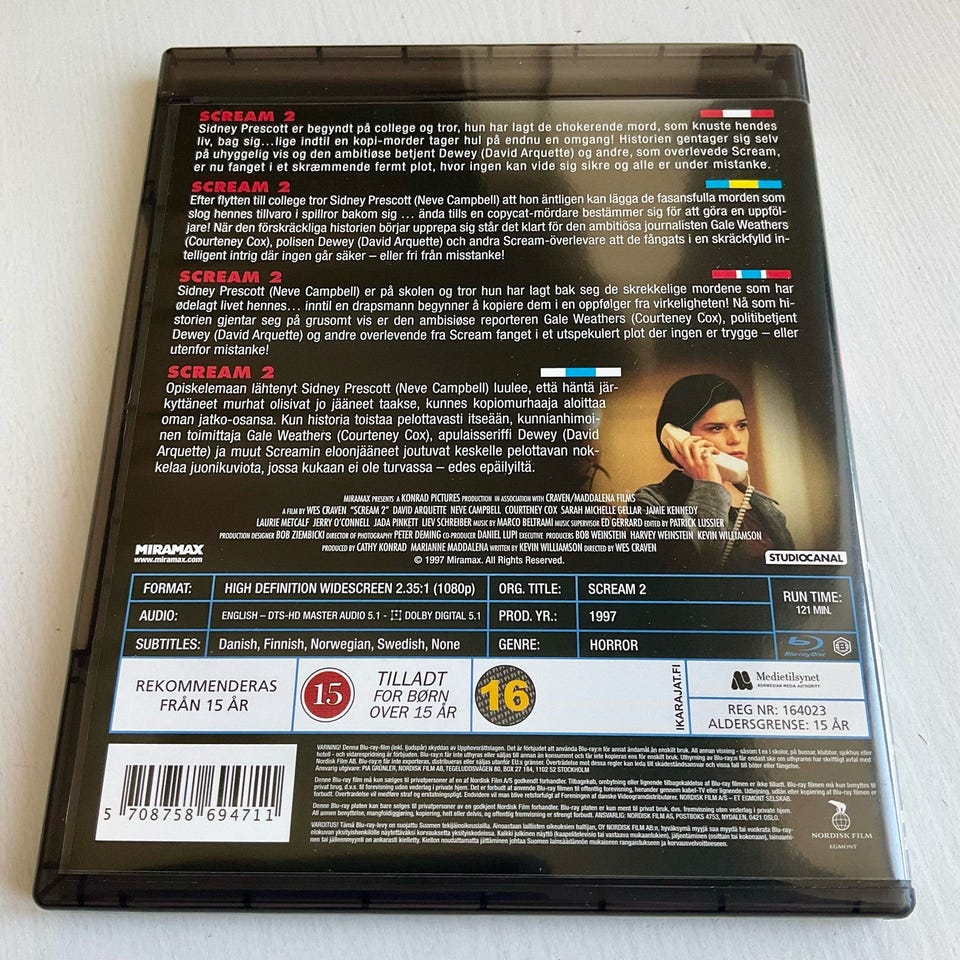 SCREAM 2
Sidney Prescott er begyndt på college og tror, hun har lagt de chokerende mord, som knuste hendes
liv, bag sig...lige indtil en kopi-morder tager hul på endnu en omgang! Historien gentager sig selv
på uhyggelig vis og den ambitiøse betjent Dewey (David Arquette) og andre, som overlevede Scream,
er nu fanget i et skræmmende fermt plot, hvor ingen kan vide sig sikre og alle er under mistanke.
SCREAM 2
Efter flytten till college tror Sidney Prescott (Neve Campbell) att hon äntligen kan lägga de fasansfulla morden som
slog hennes tillvaro i spillror bakom sig ... ända tills en copycat-mördare bestämmer sig för att göra en uppföl-
jare! När den förskräckliga historien börjar upprepa sig står det klart för den ambitiösa journalisten Gale Weathers
(Courteney Cox), polisen Dewey (David Arquette) och andra Scream-överlevare att de fångats i en skräckfylld in-
telligent intrig där ingen går säker – eller fri från misstanke!
SCREAM 2
Sidney Prescott (Neve Campbell) er på skolen og tror hun har lagt bak seg de skrekkelige mordene som har
ødelagt livet hennes... inntil en drapsmann begynner å kopiere dem i en oppfølger fra virkeligheten! Nå som hi-
storien gjentar seg på grusomt vis er den ambisiøse reporteren Gale Weathers (Courteney Cox), politibetjent
Dewey (David Arquette) og andre overlevende fra Scream fanget i et utspekulert plot der ingen er trygge – eller
utenfor mistanke!
SCREAM 2
Opiskelemaan lähtenyt Sidney Prescott (Neve Campbell) luulee, että häntä jär-
kyttäneet murhat olisivat jo jääneet taakse, kunnes kopiomurhaaja aloittaa
oman jatko-osansa. Kun historia toistaa pelottavasti itseään, kunnianhimoi-
nen toimittaja Gale Weathers (Courteney Cox), apulaisseriffi Dewey (David
Arquette) ja muut Screamin eloonjääneet joutuvat keskelle pelottavan nok-
kelaa juonikuviota, jossa kukaan ei ole turvassa – edes epäilyiltä.
MIRAMAX PRESENTS A KONRAD PICTURES PRODUCTION IN ASSOCIATION WITH CRAVEN/MADDALENA FILMS
A FILM BY WES CRAVEN "SCREAM 2" DAVID ARQUETTE NEVE CAMPBELL COURTENEY COX SARAH MICHELLE GELLAR JAMIE KENNEDY
LAURIE METCALF JERRY O'CONNELL JADA PINKETT LIEV SCHREIBER MUSIC BY MARCO BELTRAMI MUSIC SUPERVISOR ED GERRARD EDITED BY PATRICK LUSSIER
PRODUCTION DESIGNER BOB ZIEMBICKI DIRECTOR OF PHOTOGRAPHY PETER DEMING CO-PRODUCER DANIEL LUPI EXECUTIVE PRODUCERS BOB WEINSTEIN HARVEY WEINSTEIN KEVIN WILLIAMSON
PRODUCED BY CATHY KONRAD MARIANNE MADDALENA WRITTEN BY KEVIN WILLIAMSON DIRECTED BY WES CRAVEN
© 1997 Miramax. All Rights Reserved.
MIRAMAX
www.miramax.com
STUDIOCANAL
FORMAT: HIGH DEFINITION WIDESCREEN 2.35:1 (1080p) ORG. TITLE: SCREAM 2
AUDIO: ENGLISH – DTS-HD MASTER AUDIO 5.1 - DOLBY DIGITAL 5.1 PROD. YR.: 1997
SUBTITLES: Danish, Finnish, Norwegian, Swedish, None GENRE: HORROR
RUN TIME:
121 MIN.
Blu-ray Disc
B
REKOMMENDERAS
FRÅN 15 ÅR
15
TILLADT
FOR BØRN
OVER 15 ÅR
16
IKARAJAT.FI
Medietilsynet
NORWEGIAN MEDIA AUTHORITY
REG NR: 164023
ALDERSGRENSE: 15 ÅR
5 708758 694711
NORDISK FILM
EGMONT